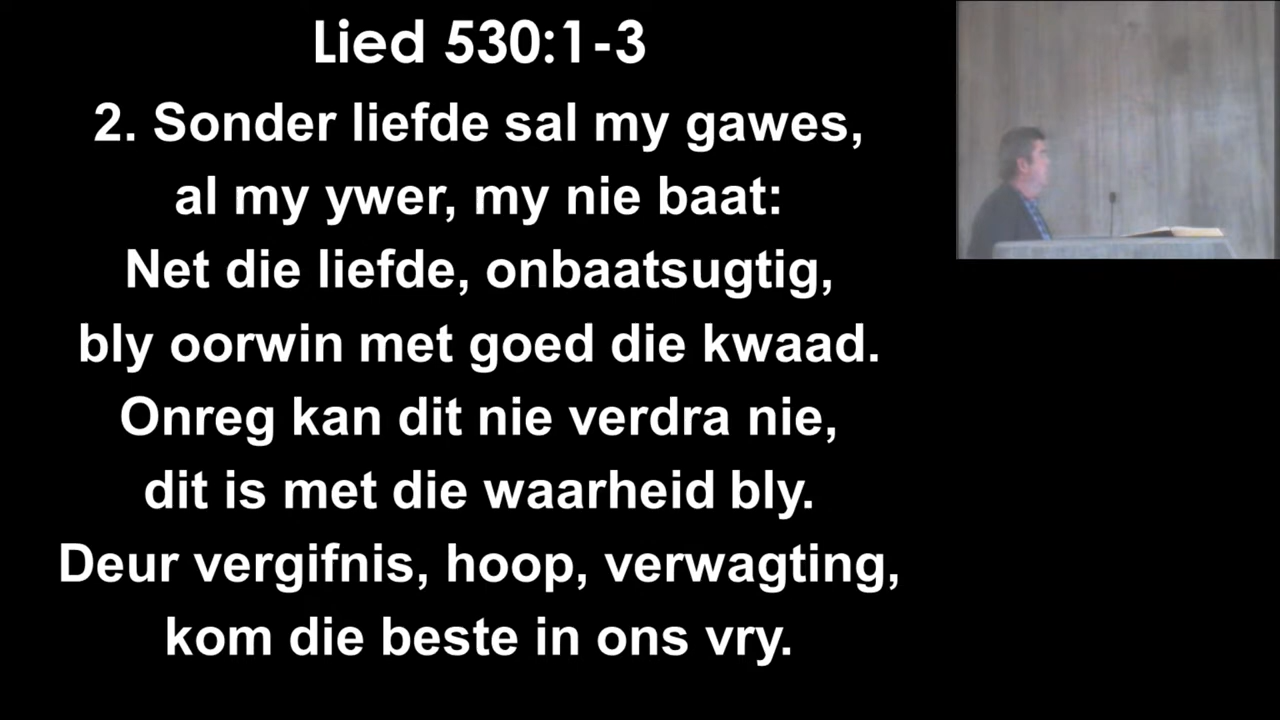 Lied 530:1-3
2. Sonder liefde sal my gawes,
al my ywer, my nie baat:
Net die liefde, onbaatsugtig,
bly oorwin met goed die kwaad.
Onreg kan dit nie verdra nie,
dit is met die waarheid bly.
Deur vergifnis, hoop, verwagting,
kom die beste in ons vry.